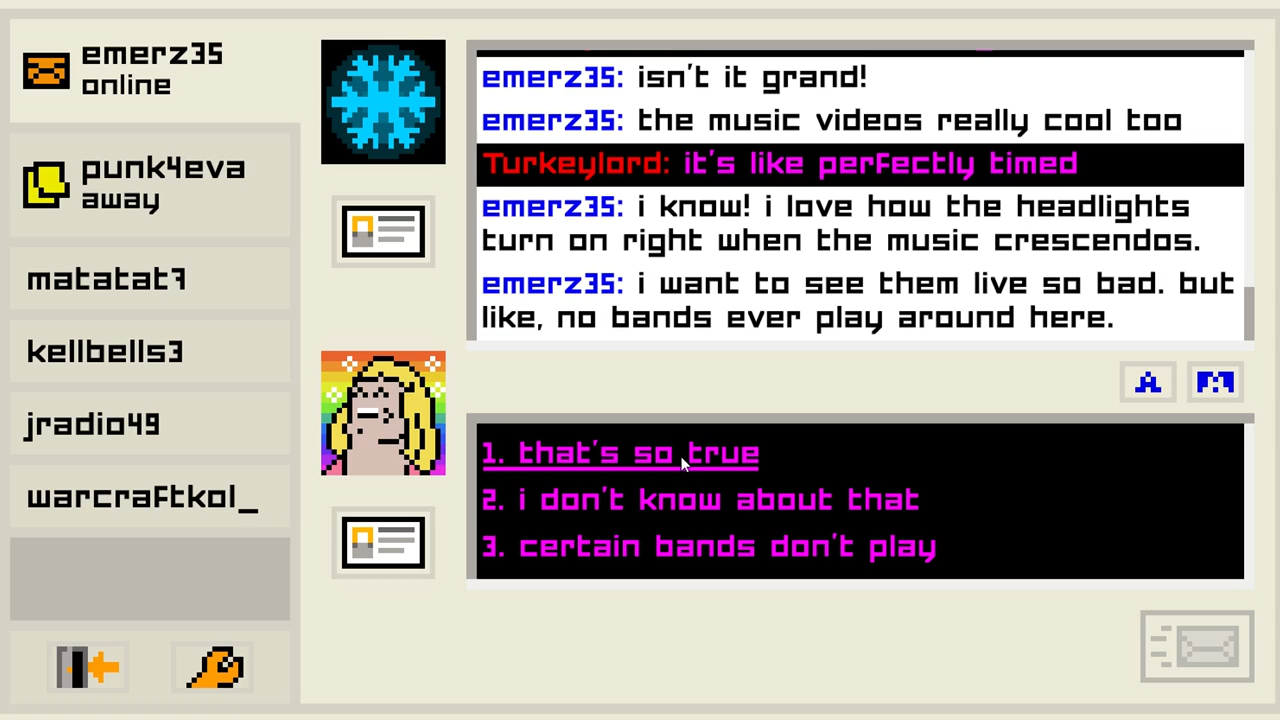 emerz35
online
punk4eva
away
matatat7
kellbells3
jradio49
warcraftkol_
emerz35: isn't it grand!
emerz35: the music videos really cool too
Turkeylord: it's like perfectly timed
emerz35: i know! i love how the headlights
turn on right when the music crescendos.
emerz35: i want to see them live so bad. but
like, no bands ever play around here.
A
1. that's so true
2. i don't know about that
3. certain bands don't play